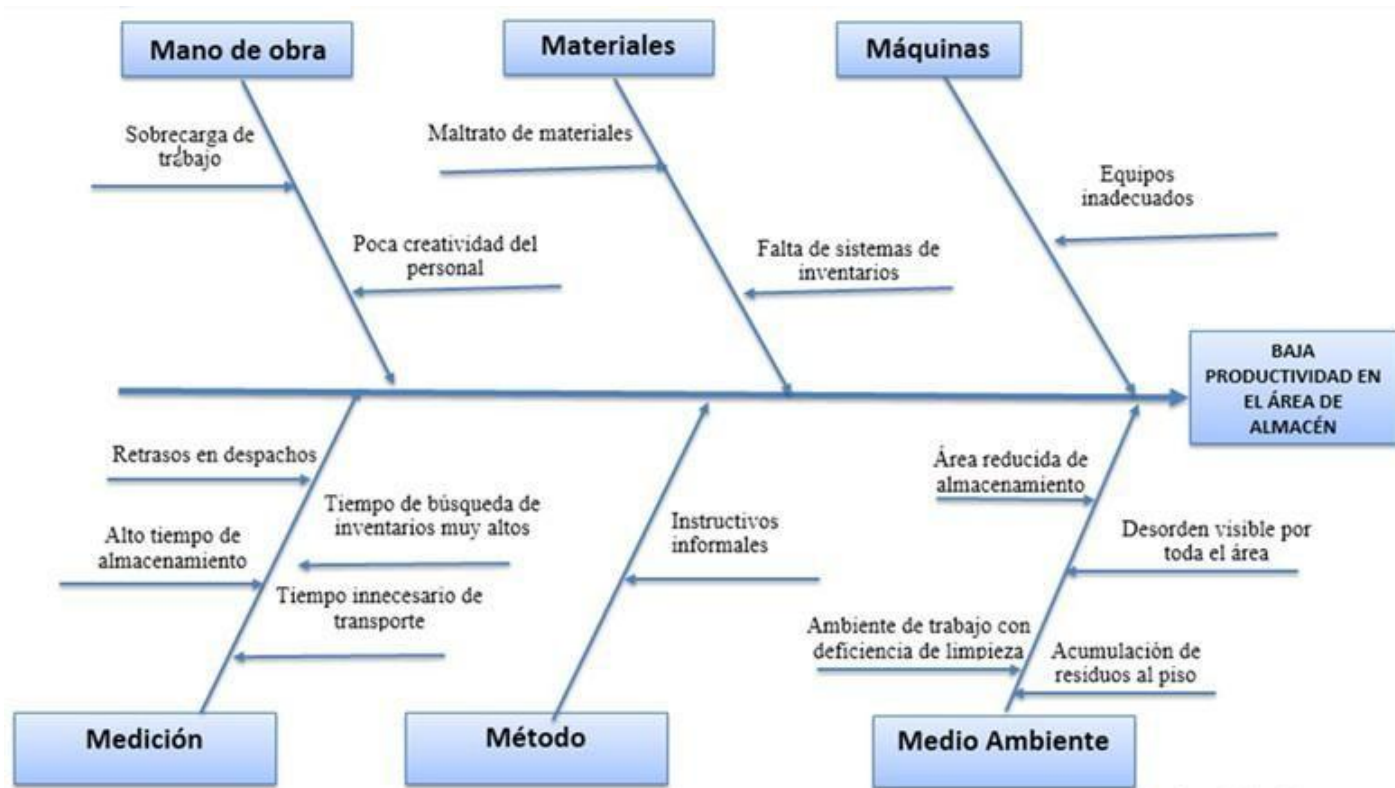 Mano de obra
Materiales
Máquinas
Sobrecarga de
trabajo
Maltrato de materiales
Equipos
inadecuados
Poca creatividad del
personal
Falta de sistemas de
inventarios
BAJA
PRODUCTIVIDAD EN
EL ÁREA DE
ALMACÉN
Retrasos en despachos
Tiempo de búsqueda de
inventarios muy altos
Alto tiempo de
almacenamiento
Tiempo innecesario de
transporte
Instructivos
informales
Área reducida de
almacenamiento
Desorden visible por
toda el área
Ambiente de trabajo con
deficiencia de limpieza
Acumulación de
residuos al piso
Medición
Método
Medio Ambiente